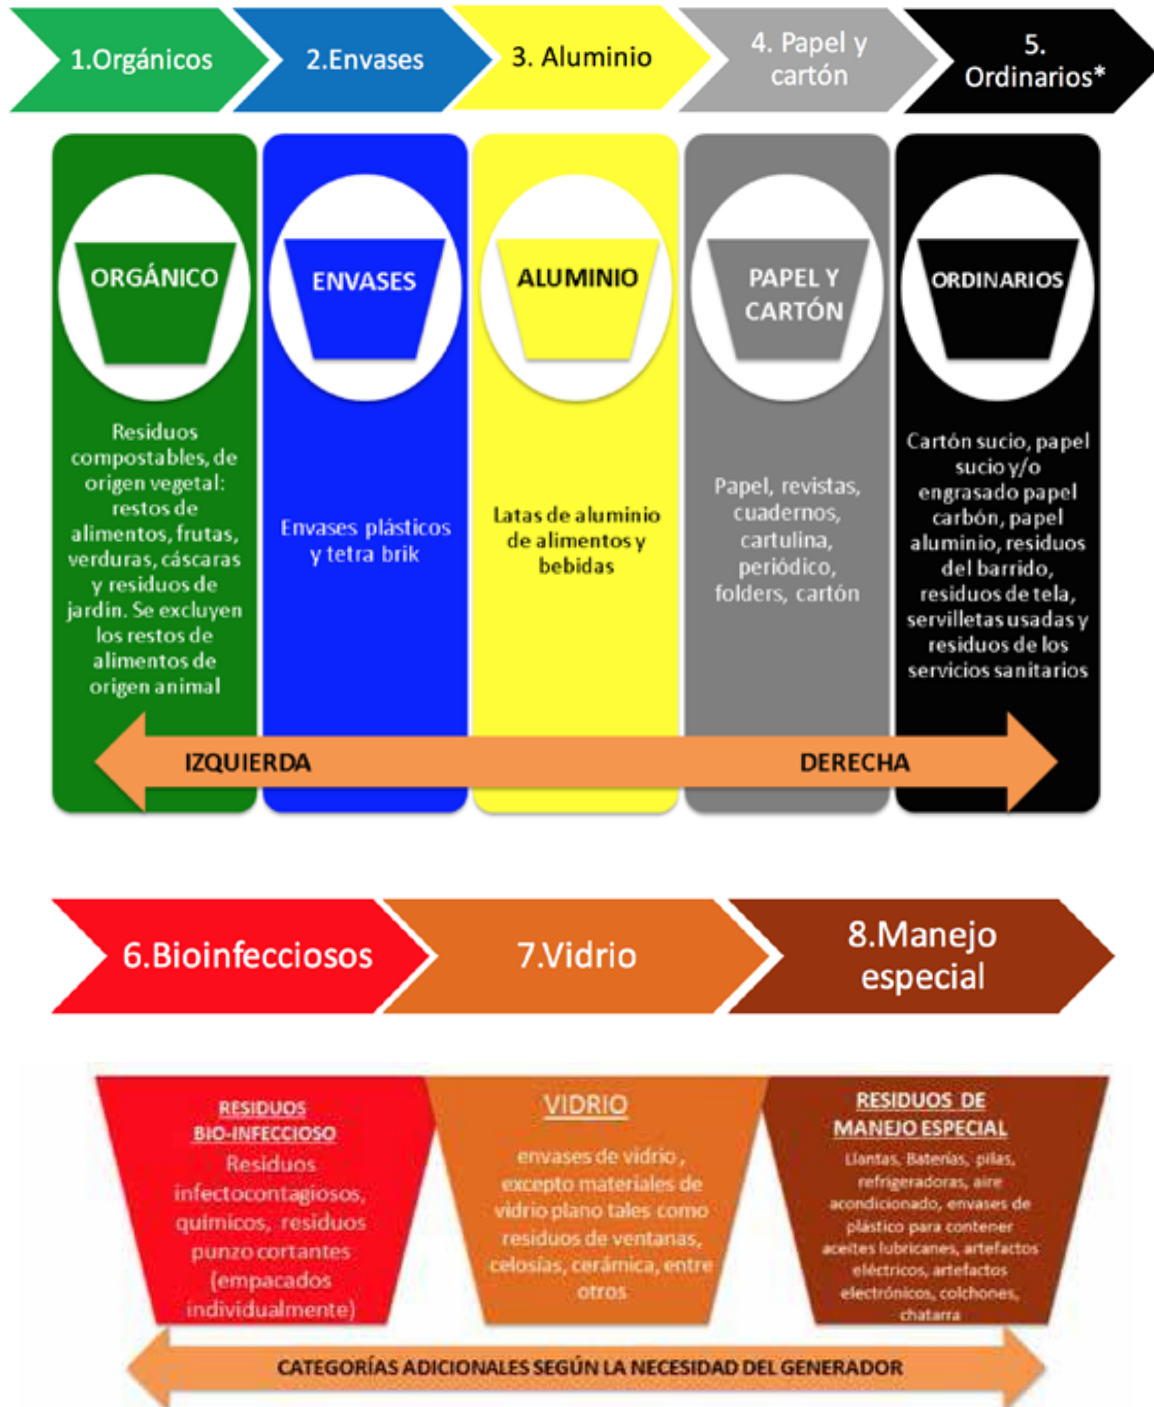 1.Orgánicos
2.Envases
3. Aluminio
4. Papel y
cartón
5.
Ordinarios*
ORGÁNICO
Residuos
compostables, de
origen vegetal:
restos de
alimentos, frutas,
verduras, cáscaras
y residuos de
jardín. Se excluyen
los restos de
alimentos de
origen animal
ENVASES
Envases plásticos
y tetra brik
ALUMINIO
Latas de aluminio
de alimentos y
bebidas
PAPEL Y
CARTÓN
Papel, revistas,
cuadernos,
cartulina,
periódico,
folders, cartón
ORDINARIOS
Cartón sucio, papel
sucio y/o
engrasado papel
carbón, papel
aluminio, residuos
del barrido,
residuos de tela,
servilletas usadas y
residuos de los
servicios sanitarios
IZQUIERDA
DERECHA
6.Bioinfecciosos
7.Vidrio
8.Manejo
especial
RESIDUOS
BIO-INFECCIOSO
Residuos
infectocontagiosos,
químicos, residuos
punzo cortantes
(empacados
individualmente)
VIDRIO
envases de vidrio ,
excepto materiales de
vidrio plano tales como
residuos de ventanas,
celosías, cerámica, entre
otros
RESIDUOS DE
MANEJO ESPECIAL
Llantas, Baterías, pilas,
refrigeradoras, aire
acondicionado, envases de
plástico para contener
aceites lubricanes, artefactos
eléctricos, artefactos
electrónicos, colchones,
chatarra
CATEGORÍAS ADICIONALES SEGÚN LA NECESIDAD DEL GENERADOR